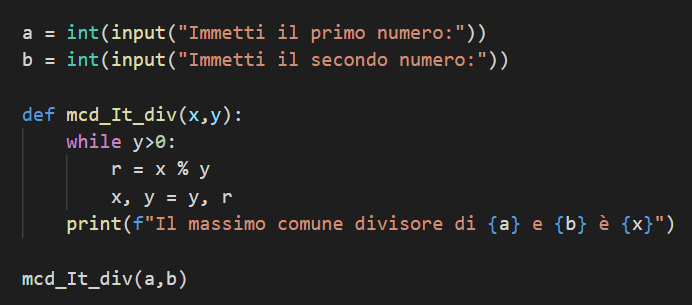 a = int(input("Immetti il primo numero:"))
b = int(input("Immetti il secondo numero:"))
def mcd_It_div(x,y):
    while y>0:
        r = x % y
        x, y = y, r
    print(f"Il massimo comune divisore di {a} e {b} è {x}")
mcd_It_div(a,b)